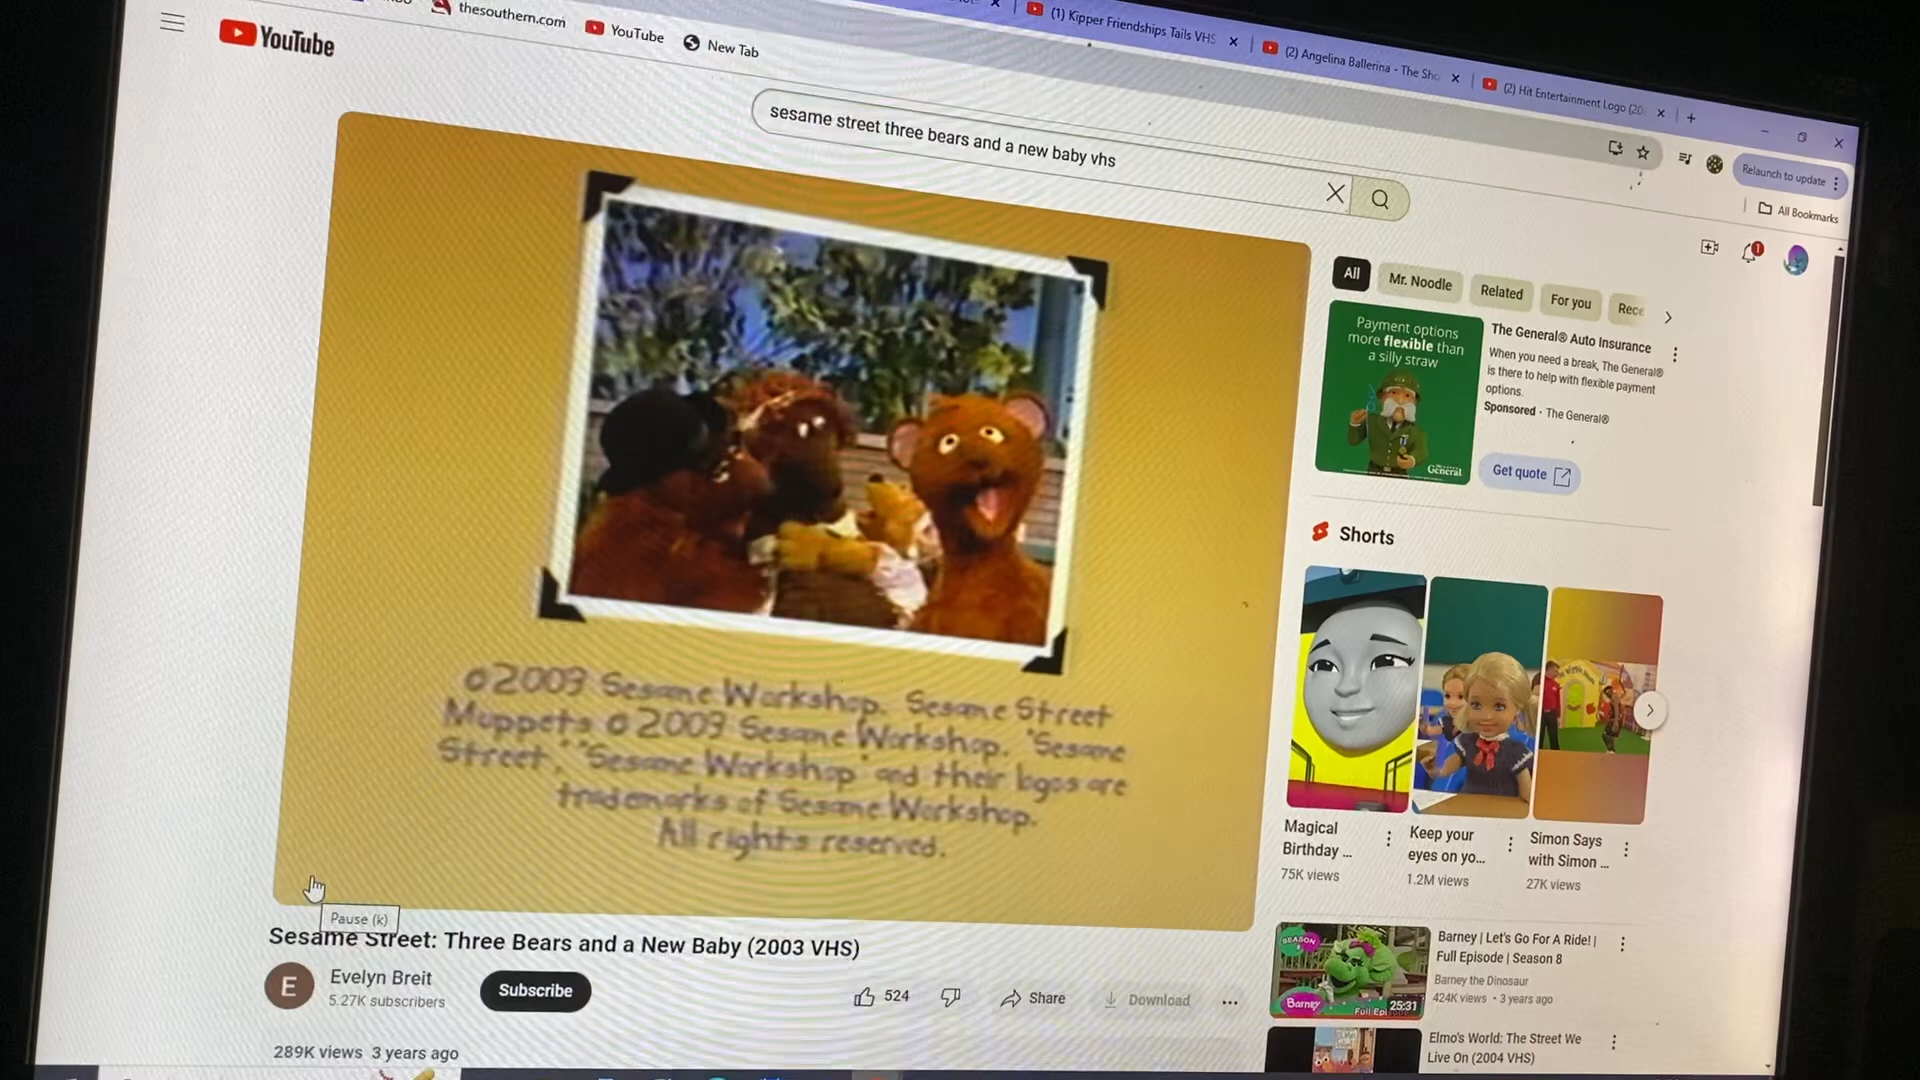 thesouthern.com
YouTube
New Tab
(1) Kipper Friendships Tails VHS
(2) Angelina Ballerina - The Sho
(2) Hit Entertainment Logo (20
YouTube
sesame street three bears and a new baby vhs
Relaunch to update
All Bookmarks
1
©2003 Sesame Workshop. Sesame Street
Muppets © 2003 Sesame Workshop. "Sesame
Street," "Sesame Workshop" and their logos are
trademarks of Sesame Workshop.
All rights reserved.
Pause (k)
Sesame Street: Three Bears and a New Baby (2003 VHS)
E
Evelyn Breit
5.27K subscribers
Subscribe
524
Share
Download
289K views 3 years ago
All
Mr. Noodle
Related
For you
Rece
Payment options
more flexible than
a silly straw
General
The General® Auto Insurance
When you need a break, The General®
is there to help with flexible payment
options.
Sponsored · The General®
Get quote
Shorts
Magical
Birthday ...
75K views
Keep your
eyes on yo...
1.2M views
Simon Says
with Simon ...
27K views
SEASON
Barney
Full Epi
25:31
Barney | Let's Go For A Ride! |
Full Episode | Season 8
Barney the Dinosaur
424K views • 3 years ago
Elmo's World: The Street We
Live On (2004 VHS)